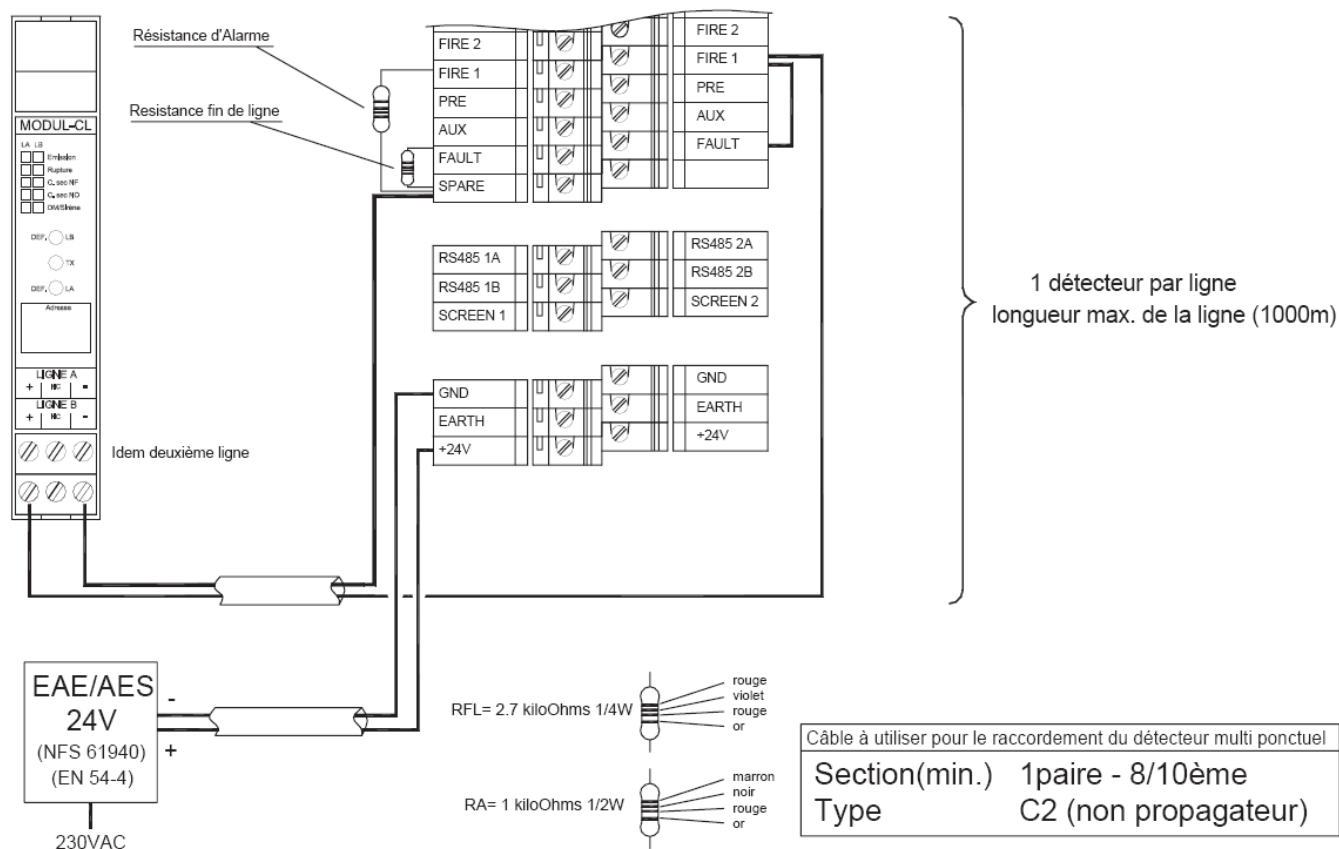 Résistance d'Alarme
Resistance fin de ligne
FIRE 2
FIRE 1
PRE
AUX
FAULT
SPARE
FIRE 2
FIRE 1
PRE
AUX
FAULT
MODUL-CL
LA LB
Emission
Rupture
C. sec NF
C. sec NO
DM/Sirène
DEF. LB
TX
DEF. LA
Adresse
LIGNE A
+ NC -
LIGNE B
+ NC -
Idem deuxième ligne
RS485 1A
RS485 1B
SCREEN 1
RS485 2A
RS485 2B
SCREEN 2
GND
EARTH
+24V
GND
EARTH
+24V
1 détecteur par ligne
longueur max. de la ligne (1000m)
EAE/AES
24V
(NFS 61940)
(EN 54-4)
-
+
230VAC
RFL= 2.7 kiloOhms 1/4W
rouge
violet
rouge
or
RA= 1 kiloOhms 1/2W
marron
noir
rouge
or
Câble à utiliser pour le raccordement du détecteur multi ponctuel
Section(min.) 1paire - 8/10ème
Type C2 (non propagateur)